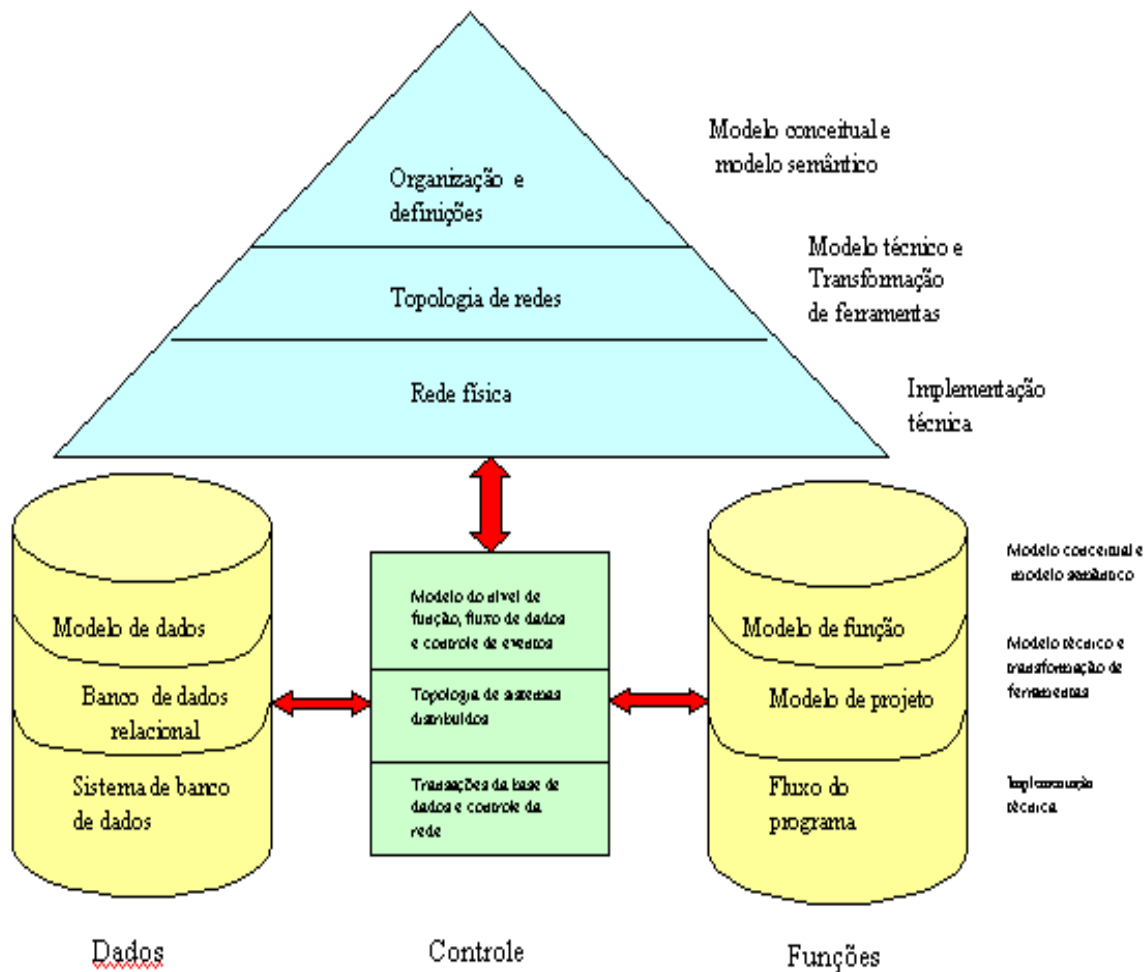 Modelo conceitual e
modelo semântico
Organização e
definições
Modelo técnico e
Transformação
de ferramentas
Topologia de redes
Rede física
Implementação
técnica
Modelo de dados
Banco de dados
relacional
Sistema de banco
de dados
Dados
Modelo do nível de
função, fluxo de dados
e controle de eventos
Topologia de sistemas
distribuídos
Transações da base de
dados e controle da
rede
Controle
Modelo de função
Modelo de projeto
Fluxo do
programa
Funções
Modelo conceitual e
modelo semântico
Modelo técnico e
transformação de
ferramentas
Implementação
técnica